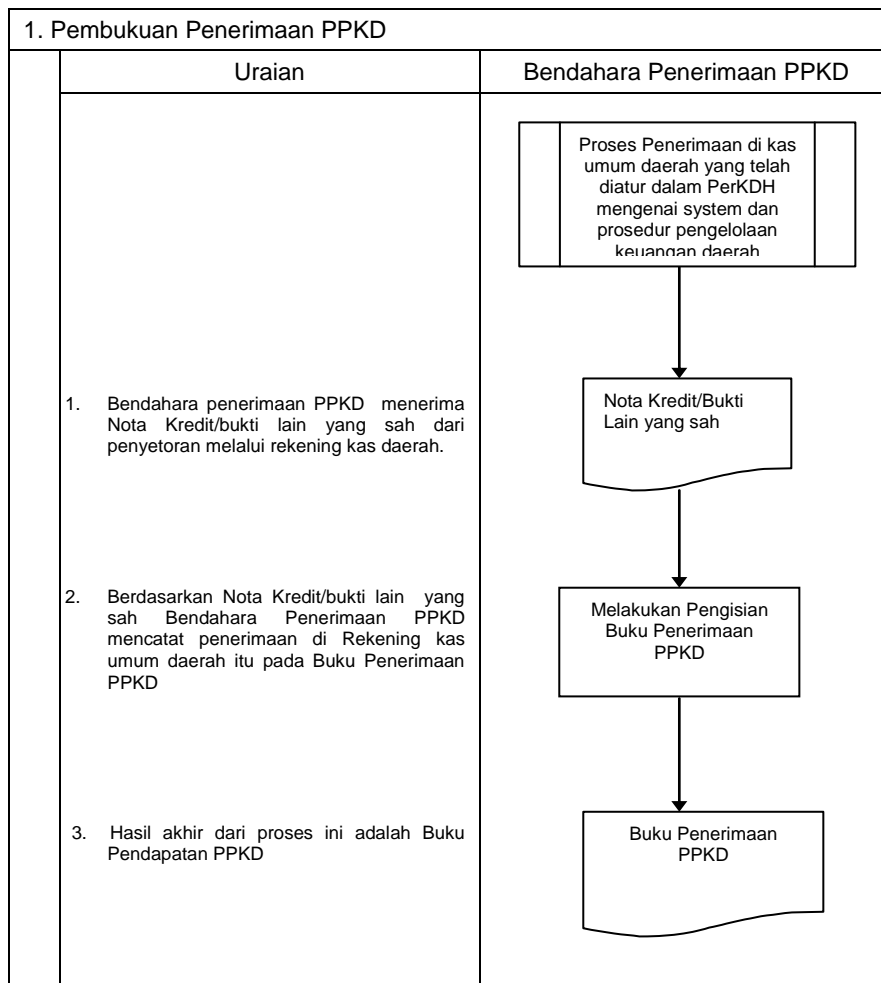 1. Pembukuan Penerimaan PPKD
Uraian
Bendahara Penerimaan PPKD
Proses Penerimaan di kas
umum daerah yang telah
diatur dalam PerKDH
mengenai system dan
prosedur pengelolaan
keuangan daerah
1. Bendahara penerimaan PPKD menerima
Nota Kredit/bukti lain yang sah dari
penyetoran melalui rekening kas daerah.
Nota Kredit/Bukti
Lain yang sah
2. Berdasarkan Nota Kredit/bukti lain yang
sah Bendahara Penerimaan PPKD
mencatat penerimaan di Rekening kas
umum daerah itu pada Buku Penerimaan
PPKD
Melakukan Pengisian
Buku Penerimaan
PPKD
3. Hasil akhir dari proses ini adalah Buku
Pendapatan PPKD
Buku Penerimaan
PPKD